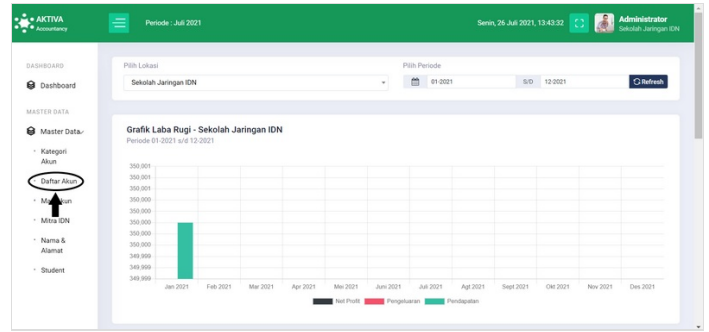 AKTIVA
Accountancy
Periode : Juli 2021
Senin, 26 Juli 2021, 13:43:32
Administrator
Sekolah Jaringan IDN
DASHBOARD
Dashboard
MASTER DATA
Master Data
Kategori
Akun
Daftar Akun
Mitra IDN
Nama &
Alamat
Student
Pilih Lokasi
Sekolah Jaringan IDN
Pilih Periode
01-2021
S/D
12-2021
Refresh
Grafik Laba Rugi - Sekolah Jaringan IDN
Periode 01-2021 s/d 12-2021
350,001
350,001
350,001
350,000
350,000
350,000
350,000
350,000
349,999
349,999
349,999
Jan 2021 Feb 2021 Mar 2021 Apr 2021 Mei 2021 Juni 2021 Juli 2021 Agt 2021 Sept 2021 Okt 2021 Nov 2021 Des 2021
Net Profit Pengeluaran Pendapatan